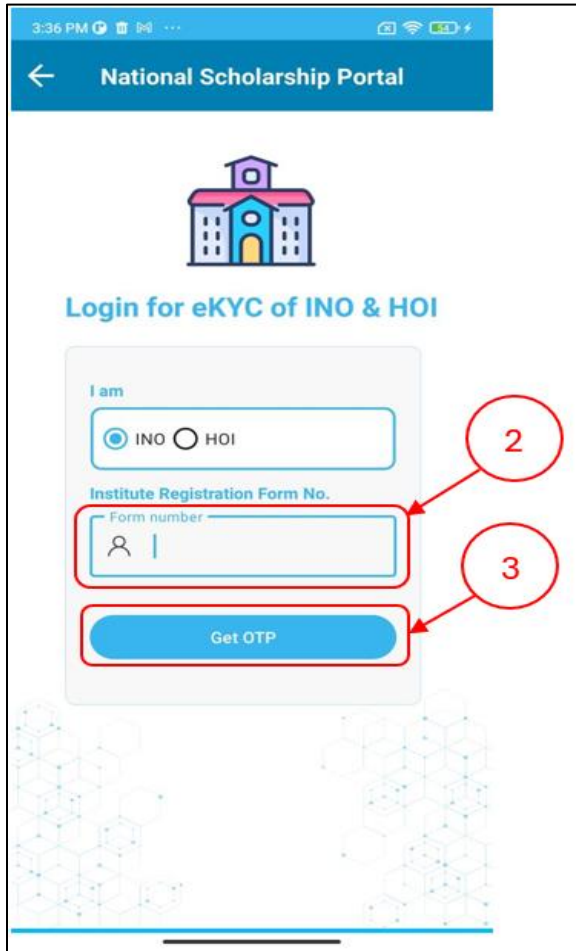 3:36 PM ... 54
National Scholarship Portal
Login for eKYC of INO & HOI
I am
INO HOI
2
Institute Registration Form No.
Form number
3
Get OTP